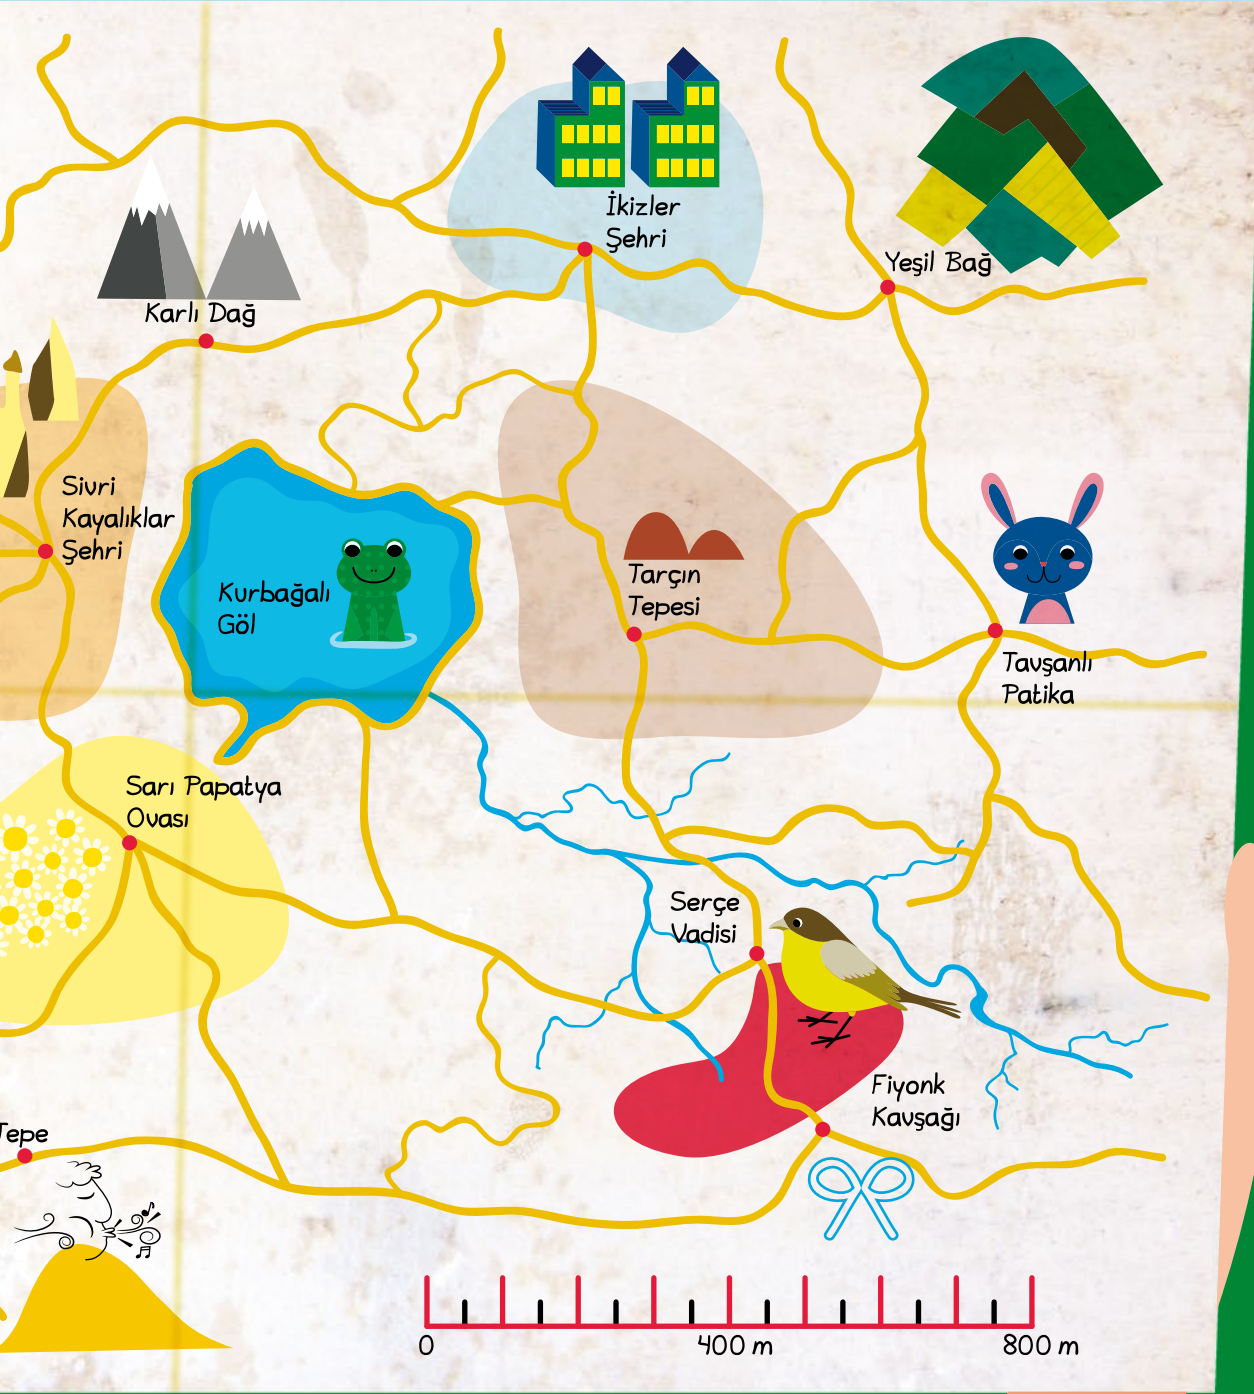 İkizler
Şehri
Yeşil Bağ
Karlı Dağ
Sivri
Kayalıklar
Şehri
Kurbağalı
Göl
Tarçın
Tepesi
Tavşanlı
Patika
Sarı Papatya
Ovası
Serçe
Vadisi
Fiyonk
Kavşağı
Tepe
0 400 m 800 m